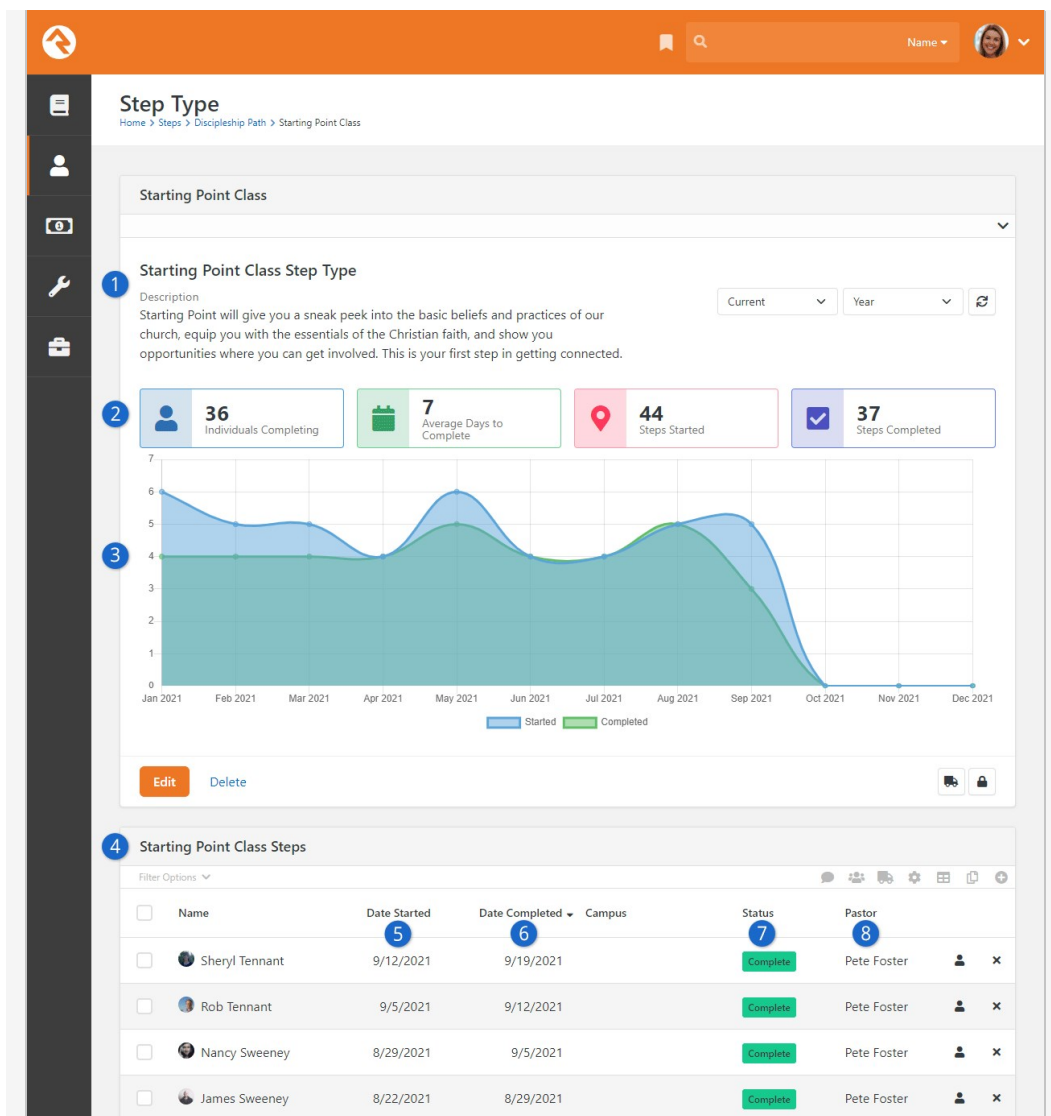 Name
Step Type
Home > Steps > Discipleship Path > Starting Point Class
Starting Point Class
1
Starting Point Class Step Type
Description
Starting Point will give you a sneak peek into the basic beliefs and practices of our
church, equip you with the essentials of the Christian faith, and show you
opportunities where you can get involved. This is your first step in getting connected.
Current
Year
2
36
Individuals Completing
7
Average Days to
Complete
44
Steps Started
37
Steps Completed
7
6
5
3
4
3
2
1
0
Jan 2021 Feb 2021 Mar 2021 Apr 2021 May 2021 Jun 2021 Jul 2021 Aug 2021 Sep 2021 Oct 2021 Nov 2021 Dec 2021
Started Completed
Edit Delete
4
Starting Point Class Steps
Filter Options
Name Date Started Date Completed Campus Status Pastor
5 6 7 8
Sheryl Tennant 9/12/2021 9/19/2021 Complete Pete Foster
Rob Tennant 9/5/2021 9/12/2021 Complete Pete Foster
Nancy Sweeney 8/29/2021 9/5/2021 Complete Pete Foster
James Sweeney 8/22/2021 8/29/2021 Complete Pete Foster